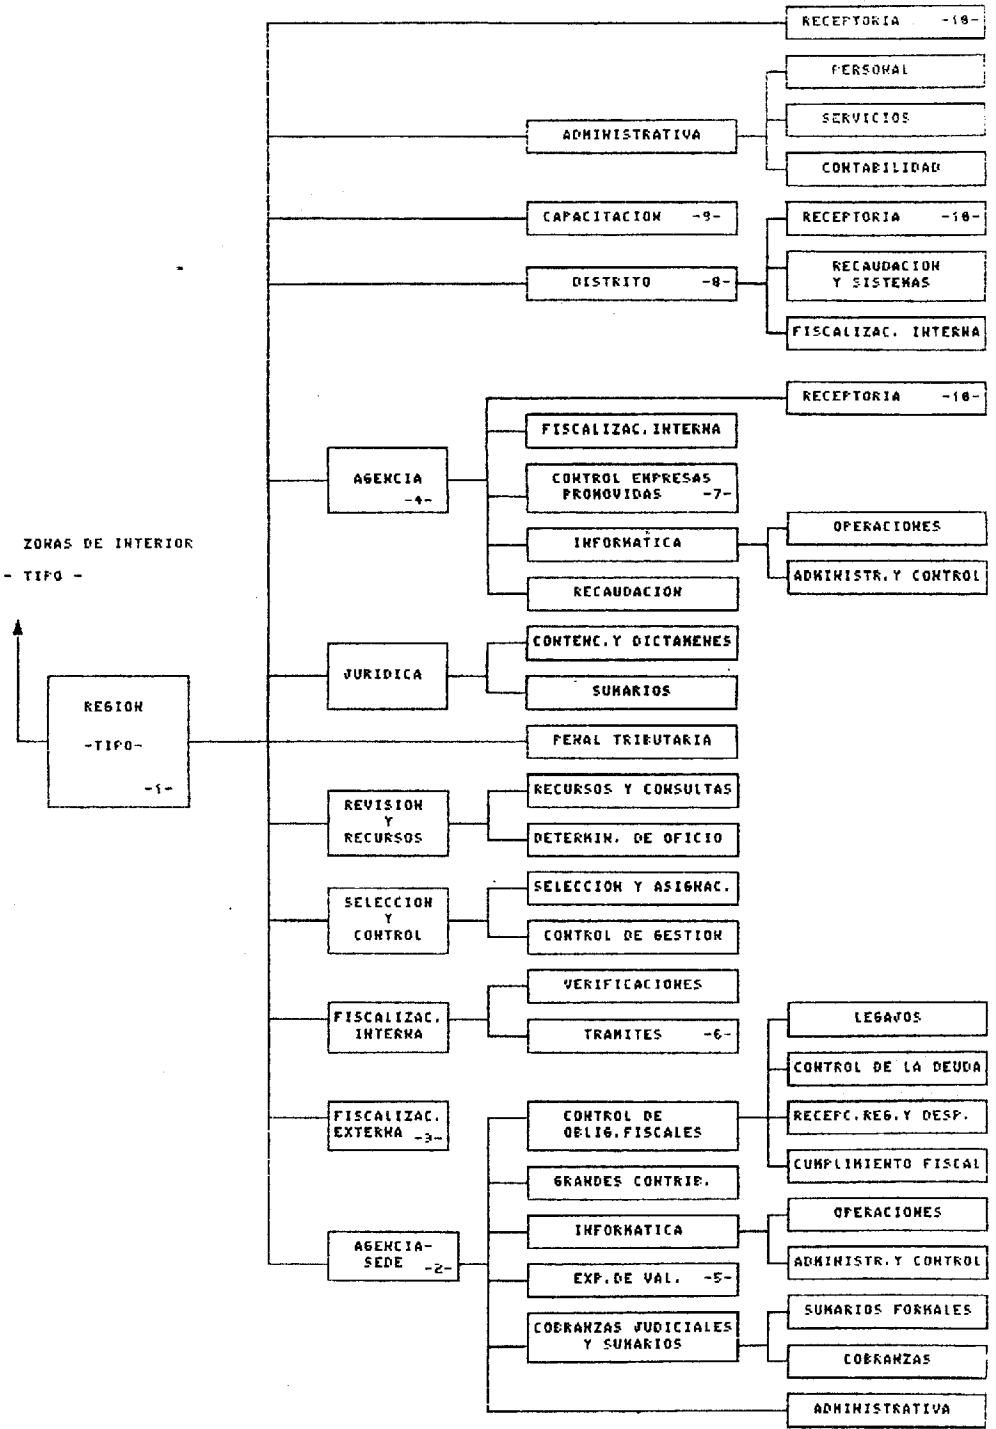 RECEPTORIA -10-
PERSONAL
SERVICIOS
ADMINISTRATIVA
CONTABILIDAD
CAPACITACION -9-
RECEPTORIA -10-
RECAUDACION
Y SISTEMAS
DISTRITO -8-
FISCALIZAC. INTERNA
RECEPTORIA -10-
FISCALIZAC.INTERNA
AGENCIA
-4-
CONTROL EMPRESAS
PROMOVIDAS -7-
OPERACIONES
INFORMATICA
ADMINISTR.Y CONTROL
RECAUDACION
ZONAS DE INTERIOR
- TIPO -
CONTENC.Y DICTAMENES
JURIDICA
SUMARIOS
REGION
-TIPO-
-1-
PENAL TRIBUTARIA
REVISION
Y
RECURSOS
RECURSOS Y CONSULTAS
DETERMIN. DE OFICIO
SELECCION
Y
CONTROL
SELECCION Y ASIGNAC.
CONTROL DE GESTION
VERIFICACIONES
FISCALIZAC.
INTERNA
TRAMITES -6-
LEGAJOS
CONTROL DE LA DEUDA
FISCALIZAC.
EXTERNA -3-
CONTROL DE
OBLIG.FISCALES
RECEPC.REG.Y DESP.
CUMPLIMIENTO FISCAL
GRANDES CONTRIB.
OPERACIONES
INFORMATICA
AGENCIA-
SEDE -2-
ADMINISTR.Y CONTROL
EXP.DE VAL. -5-
SUMARIOS FORMALES
COBRANZAS JUDICIALES
Y SUMARIOS
COBRANZAS
ADMINISTRATIVA